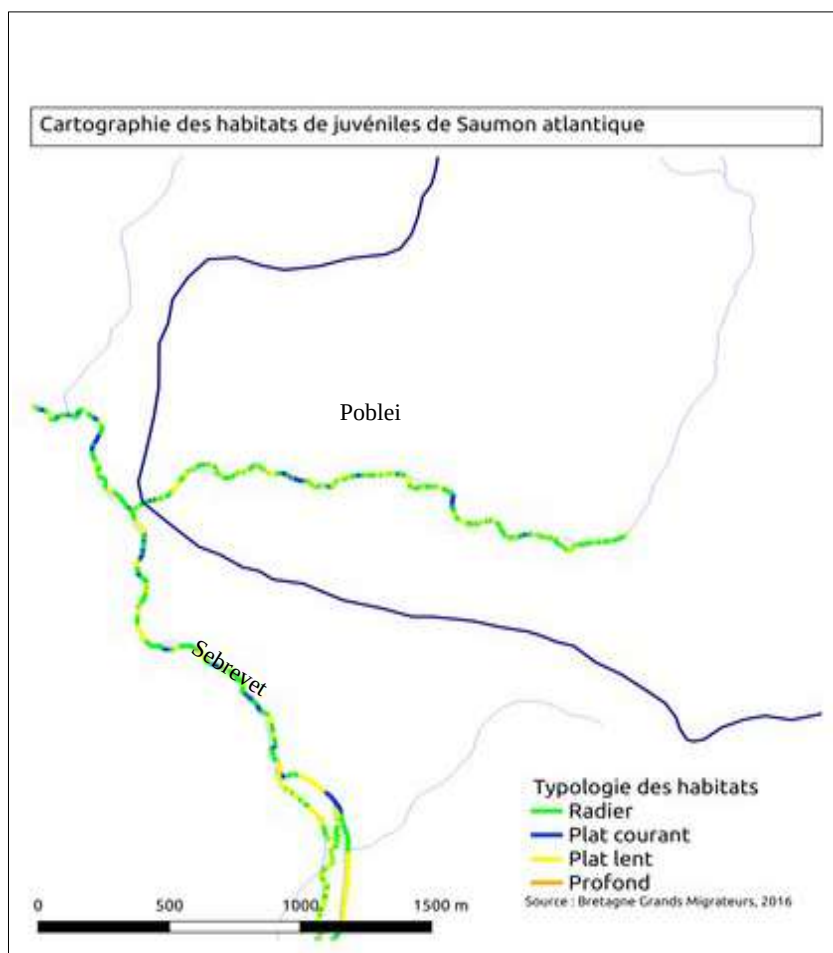 Cartographie des habitats de juvéniles de Saumon atlantique
Poblei
Sebrevet
Typologie des habitats
Radier
Plat courant
Plat lent
Profond
Source : Bretagne Grands Migrateurs, 2016
0 500 1000 1500 m